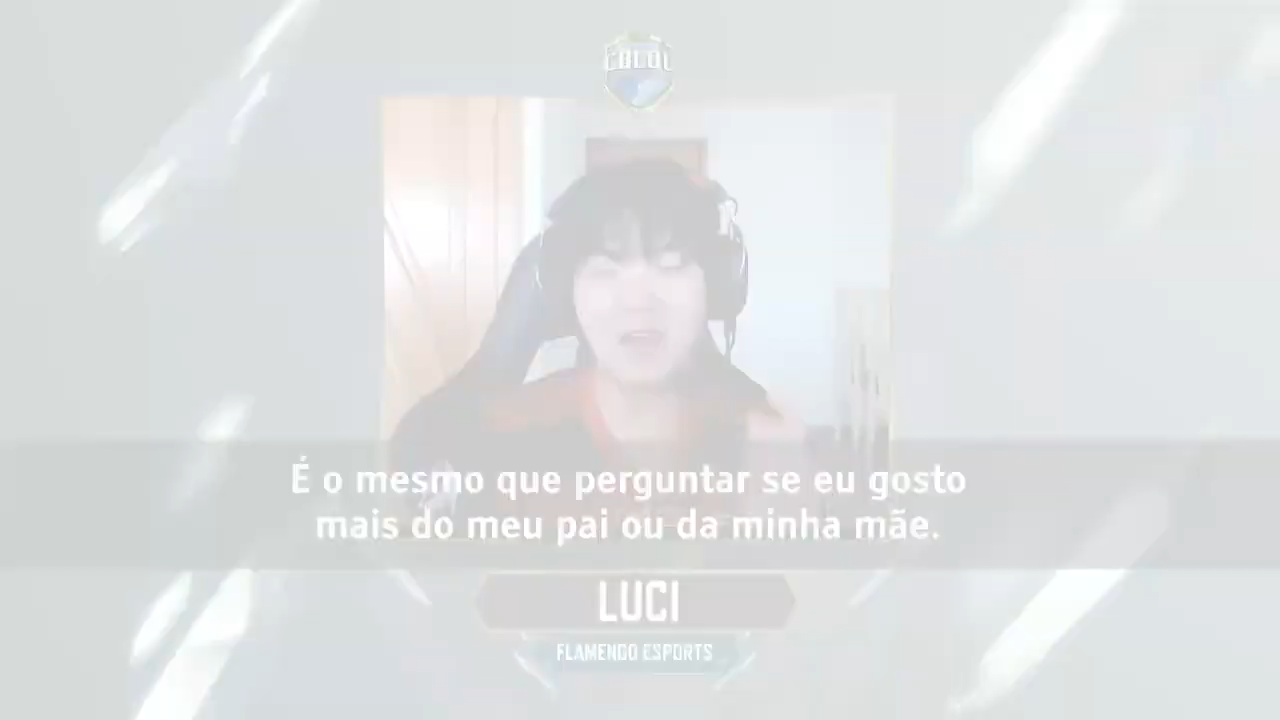 CBLOL
É o mesmo que perguntar se eu gosto
mais do meu pai ou da minha mãe.
LUCI
FLAMENGO ESPORTS